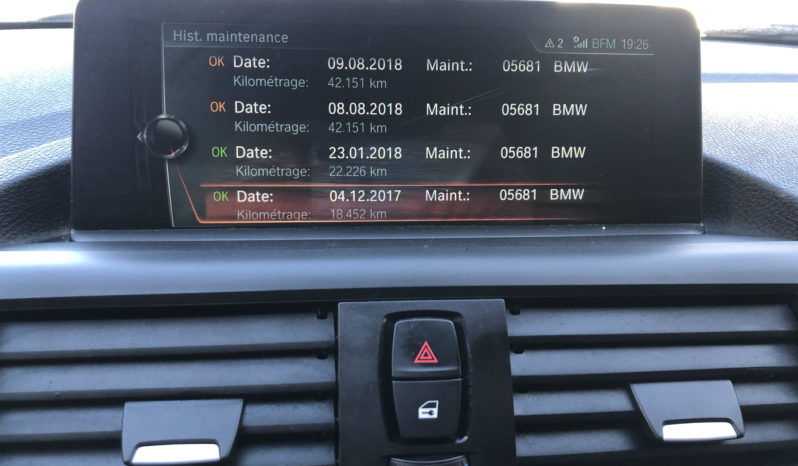 Hist. maintenance 2 BFM 19:26
OK Date: 09.08.2018 Maint.: 05681 BMW
Kilométrage: 42.151 km
OK Date: 08.08.2018 Maint.: 05681 BMW
Kilométrage: 42.151 km
OK Date: 23.01.2018 Maint.: 05681 BMW
Kilométrage: 22.226 km
OK Date: 04.12.2017 Maint.: 05681 BMW
Kilométrage: 18.452 km